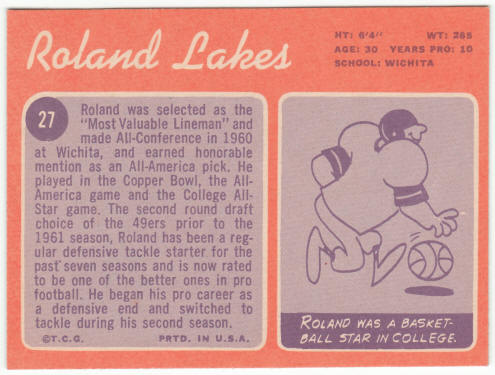 Roland Lakes
HT: 6'4" WT: 265
AGE: 30 YEARS PRO: 10
SCHOOL: WICHITA
27
Roland was selected as the
"Most Valuable Lineman" and
made All-Conference in 1960
at Wichita, and earned honorable
mention as an All-America pick. He
played in the Copper Bowl, the All-
America game and the College All-
Star game. The second round draft
choice of the 49ers prior to the
1961 season, Roland has been a reg-
ular defensive tackle starter for the
past seven seasons and is now rated
to be one of the better ones in pro
football. He began his pro career as
a defensive end and switched to
tackle during his second season.
©T.C.G. PRTD. IN U.S.A.
ROLAND WAS A BASKET-
BALL STAR IN COLLEGE.